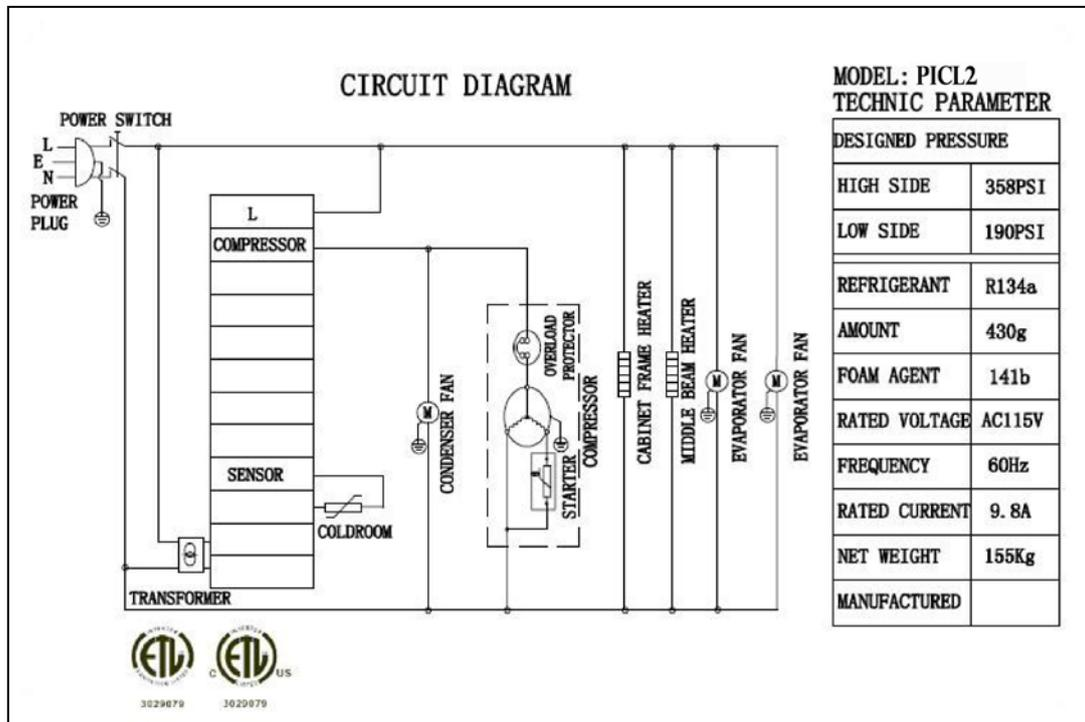 CIRCUIT DIAGRAM
POWER SWITCH
L
E
N
POWER
PLUG
L
COMPRESSOR
SENSOR
COLDROOM
TRANSFORMER
M
CONDENSER FAN
OVERLOAD
PROTECTOR
COMPRESSOR
STARTER
CABINET FRAME HEATER
MIDDLE BEAM HEATER
M
EVAPORATOR FAN
M
EVAPORATOR FAN
MODEL: PICL2
TECHNIC PARAMETER
DESIGNED PRESSURE
HIGH SIDE 358PSI
LOW SIDE 190PSI
REFRIGERANT R134a
AMOUNT 430g
FOAM AGENT 141b
RATED VOLTAGE AC115V
FREQUENCY 60Hz
RATED CURRENT 9.8A
NET WEIGHT 155Kg
MANUFACTURED
ETL
3029079
C ETL US
3029079